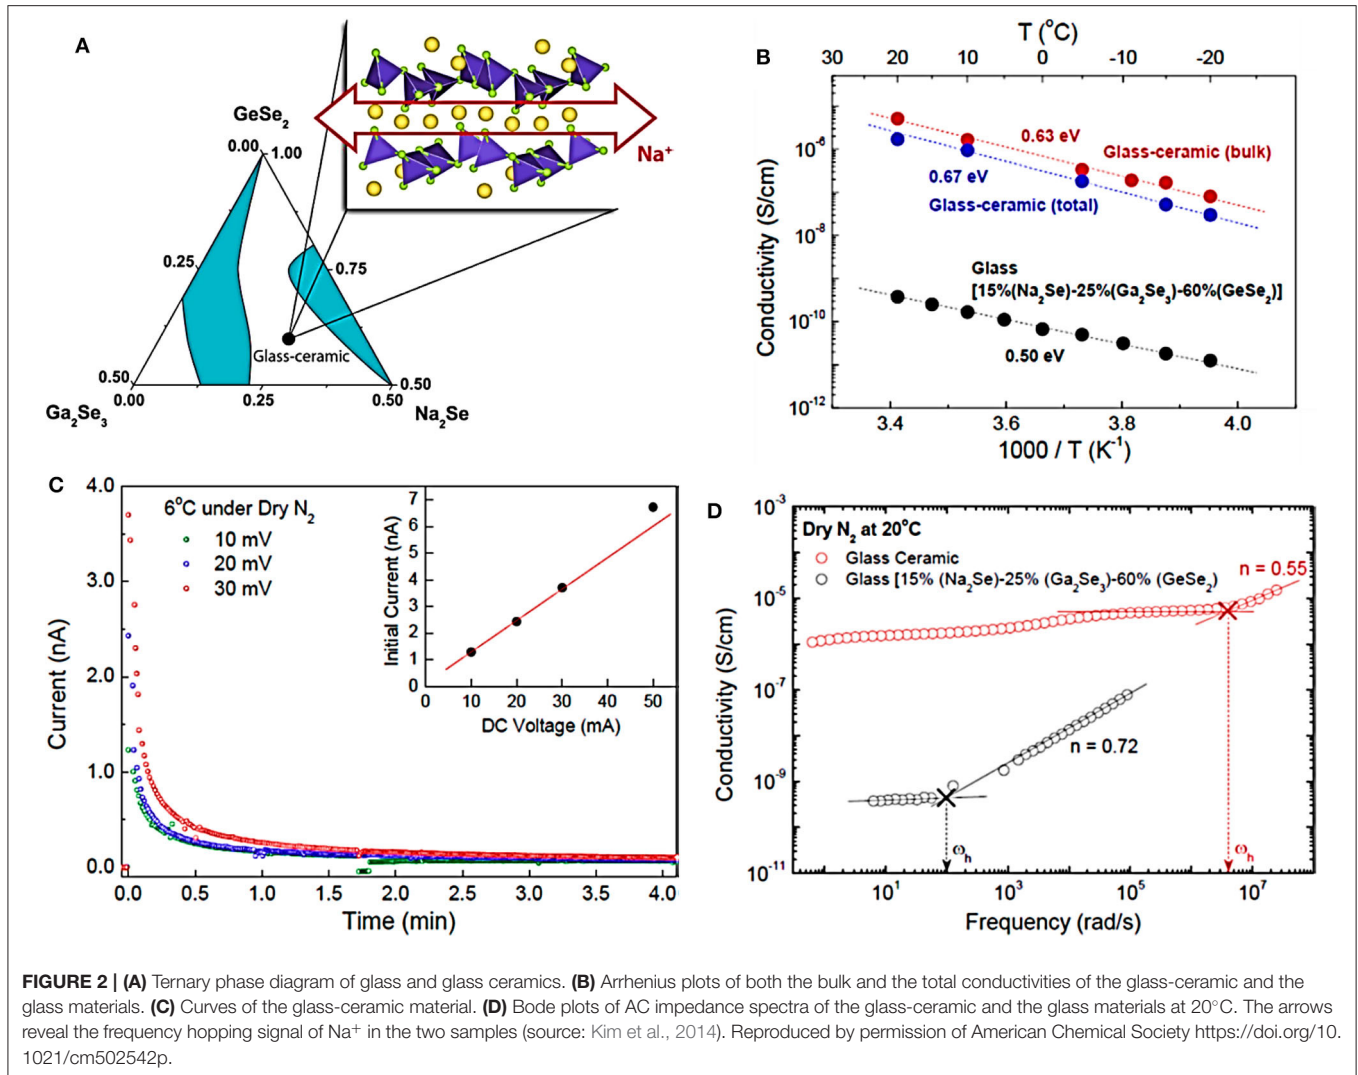 A
GeSe2
0.00 1.00
0.25
0.75
Glass-ceramic
0.50
0.50
0.00
0.25
0.50
Ga2Se3
Na2Se
Na+
B
T (°C)
30 20 10 0 -10 -20
10-6
10-8
10-10
10-12
Conductivity (S/cm)
0.63 eV
Glass-ceramic (bulk)
0.67 eV
Glass-ceramic (total)
Glass
[15%(Na2Se)-25%(Ga2Se3)-60%(GeSe2)]
0.50 eV
3.4 3.6 3.8 4.0
1000 / T (K-1)
C
4.0
3.0
2.0
1.0
0.0
Current (nA)
6°C under Dry N2
10 mV
20 mV
30 mV
7
6
5
4
3
2
1
0
Initial Current (nA)
0 10 20 30 40 50
DC Voltage (mA)
0.0 0.5 1.0 1.5 2.0 2.5 3.0 3.5 4.0
Time (min)
D
10-3
10-5
10-7
10-9
10-11
Conductivity (S/cm)
Dry N2 at 20°C
Glass Ceramic
Glass [15% (Na2Se)-25% (Ga2Se3)-60% (GeSe2)
n = 0.55
n = 0.72
ωh
ωh
101 103 105 107
Frequency (rad/s)
FIGURE 2 | (A) Ternary phase diagram of glass and glass ceramics. (B) Arrhenius plots of both the bulk and the total conductivities of the glass-ceramic and the
glass materials. (C) Curves of the glass-ceramic material. (D) Bode plots of AC impedance spectra of the glass-ceramic and the glass materials at 20°C. The arrows
reveal the frequency hopping signal of Na+ in the two samples (source: Kim et al., 2014). Reproduced by permission of American Chemical Society https://doi.org/10.
1021/cm502542p.